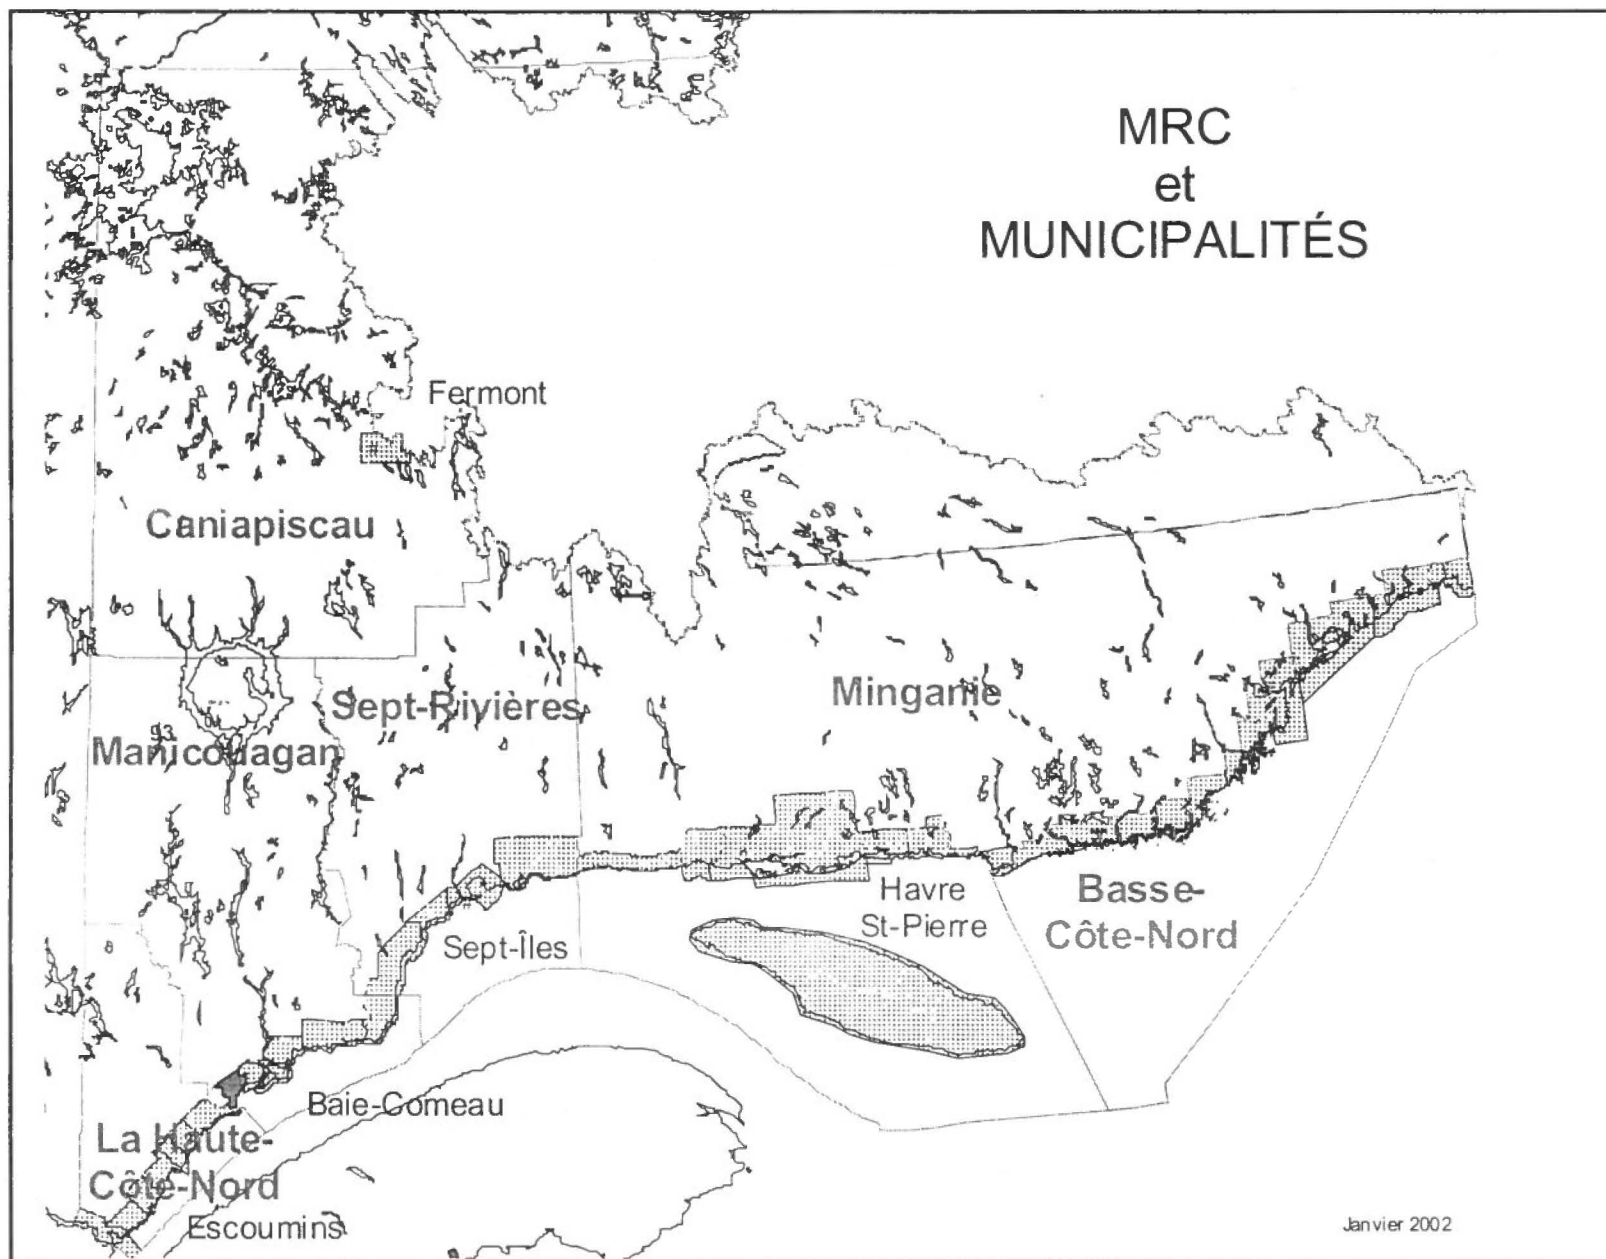 MRC
et
MUNICIPALITÉS
Fermont
Caniapiscau
Sept-Rivières
Minganie
93
Manicouagan
Havre
St-Pierre
Basse-
Côte-Nord
Sept-Îles
Baie-Comeau
La Haute-
Côte-Nord
Escoumins
Janvier 2002